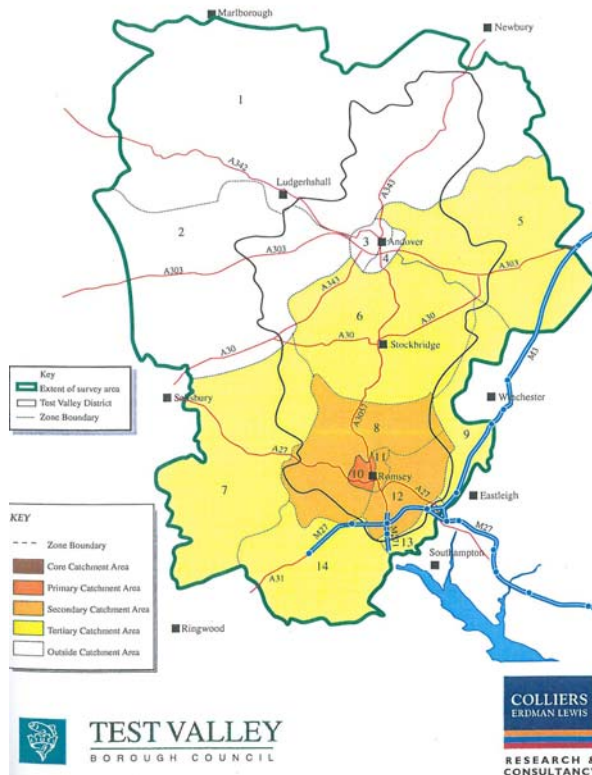 Marlborough
Newbury
1
A342
A343
Ludgerhshall
2
3
Andover
4
5
A303
A303
A303
A343
6
A30
A30
A30
Stockbridge
M3
Key
Extent of survey area
Test Valley District
Zone Boundary
Salisbury
Winchester
A3057
8
9
A27
11
10
Romsey
7
12
A27
Eastleigh
M27
M271
M27
13
Southampton
14
A31
Ringwood
KEY
Zone Boundary
Core Catchment Area
Primary Catchment Area
Secondary Catchment Area
Tertiary Catchment Area
Outside Catchment Area
TEST VALLEY
BOROUGH COUNCIL
COLLIERS
ERDMAN LEWIS
RESEARCH &
CONSULTANCY